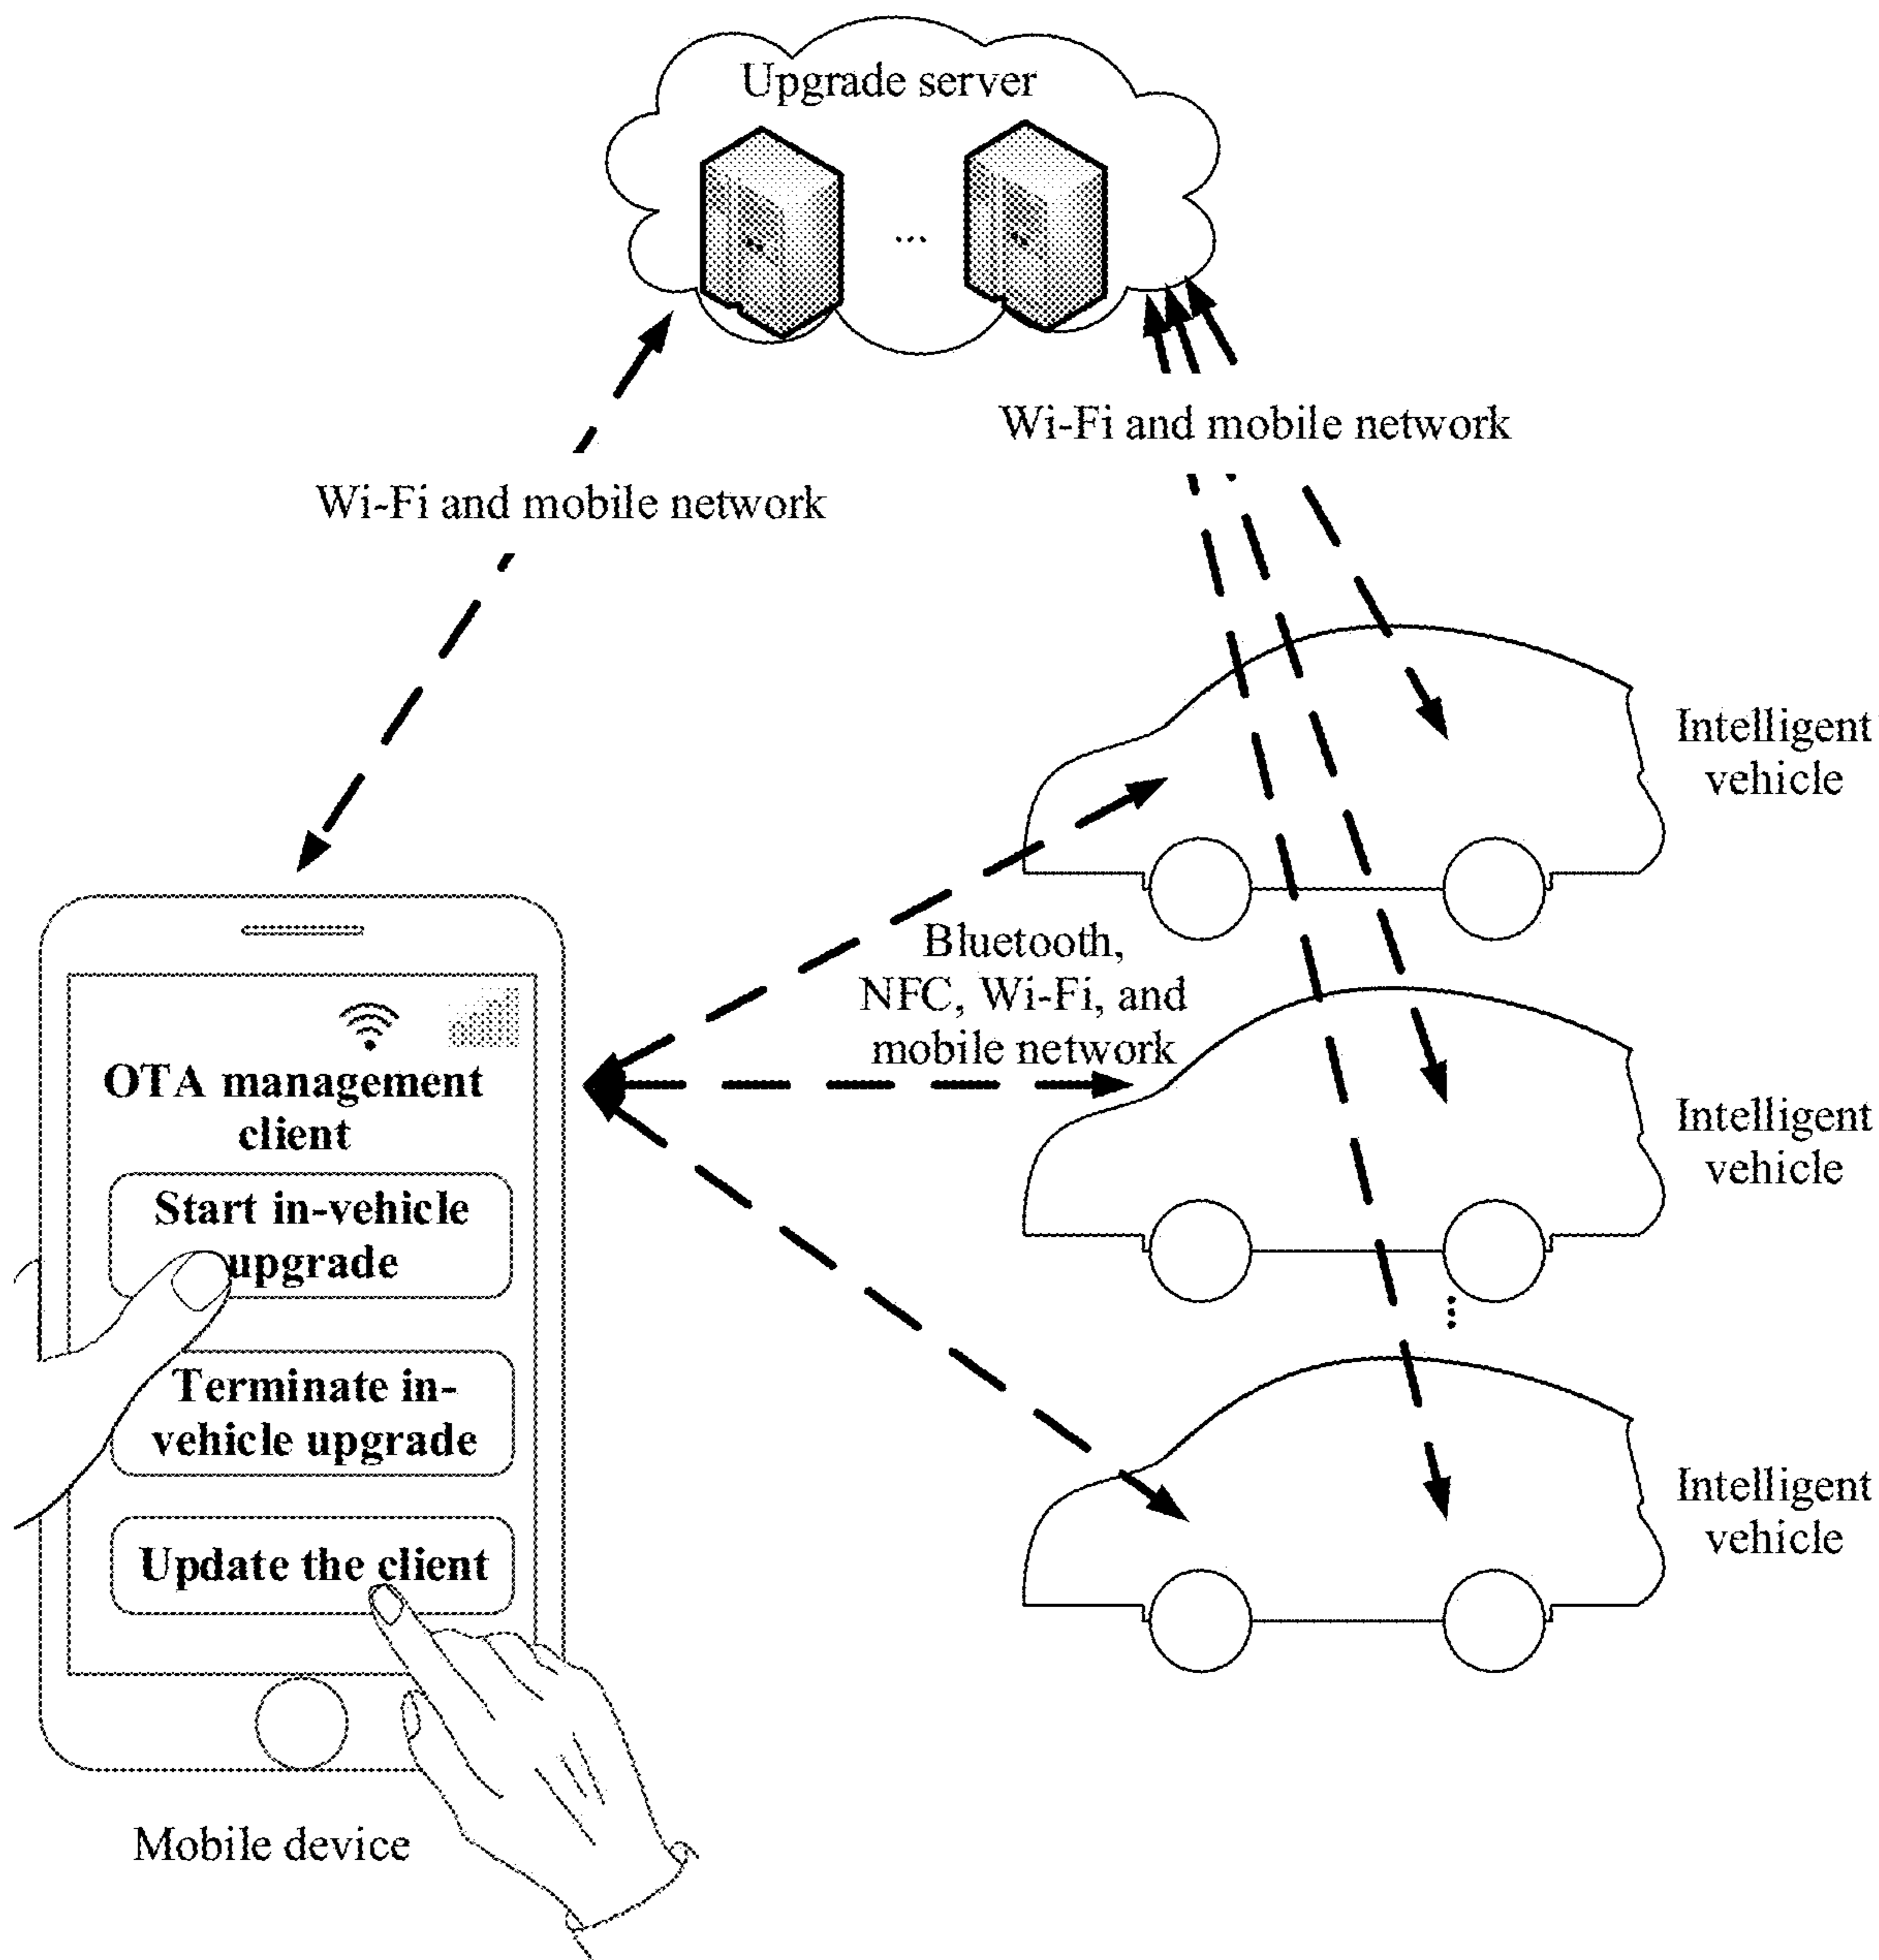 Upgrade server
...
Wi-Fi and mobile network
Wi-Fi and mobile network
Intelligent
vehicle
Bluetooth,
NFC, Wi-Fi, and
mobile network
OTA management
client
Start in-vehicle
upgrade
Intelligent
vehicle
...
Terminate in-
vehicle upgrade
Update the client
Intelligent
vehicle
Mobile device